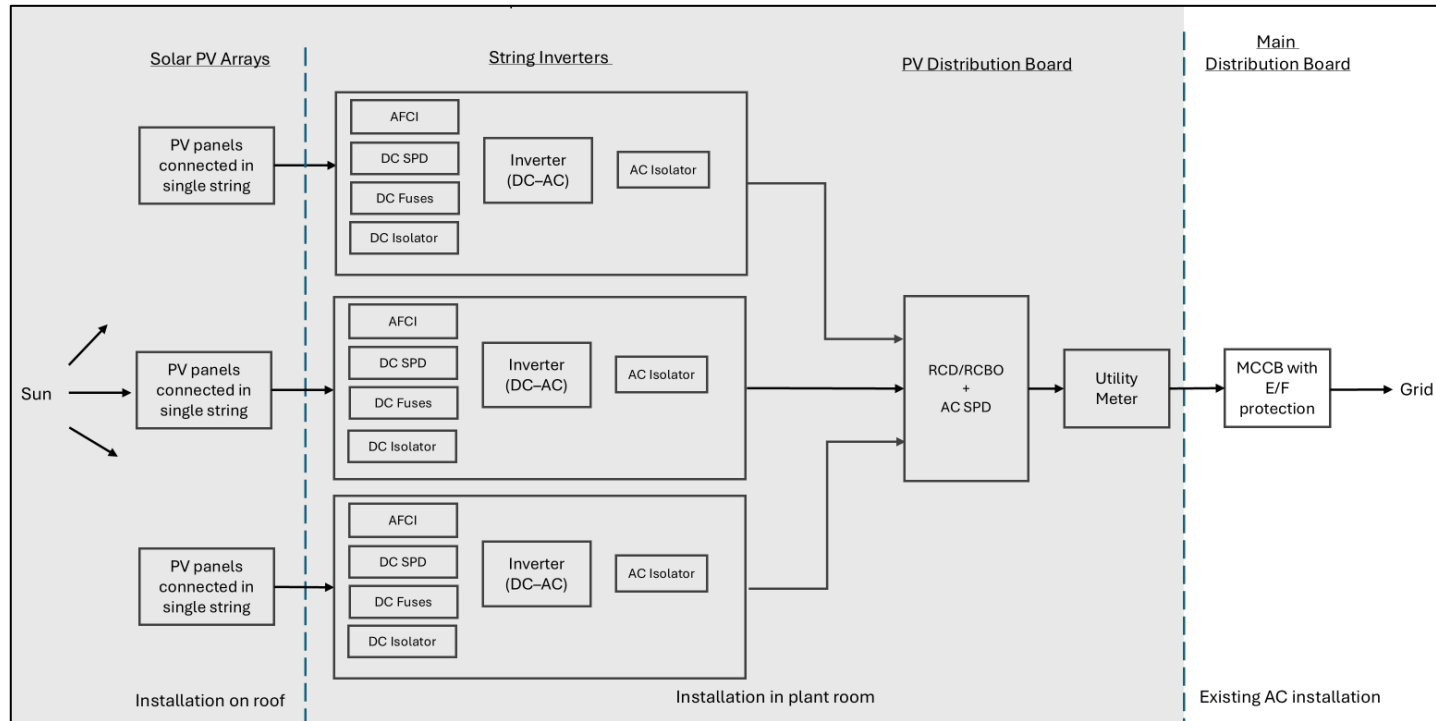 Solar PV Arrays
String Inverters
PV Distribution Board
Main
Distribution Board
PV panels
connected in
single string
AFCI
DC SPD
DC Fuses
DC Isolator
Inverter
(DC–AC)
AC Isolator
Sun
PV panels
connected in
single string
AFCI
DC SPD
DC Fuses
DC Isolator
Inverter
(DC–AC)
AC Isolator
RCD/RCBO
+
AC SPD
Utility
Meter
MCCB with
E/F
protection
Grid
PV panels
connected in
single string
AFCI
DC SPD
DC Fuses
DC Isolator
Inverter
(DC–AC)
AC Isolator
Installation on roof
Installation in plant room
Existing AC installation